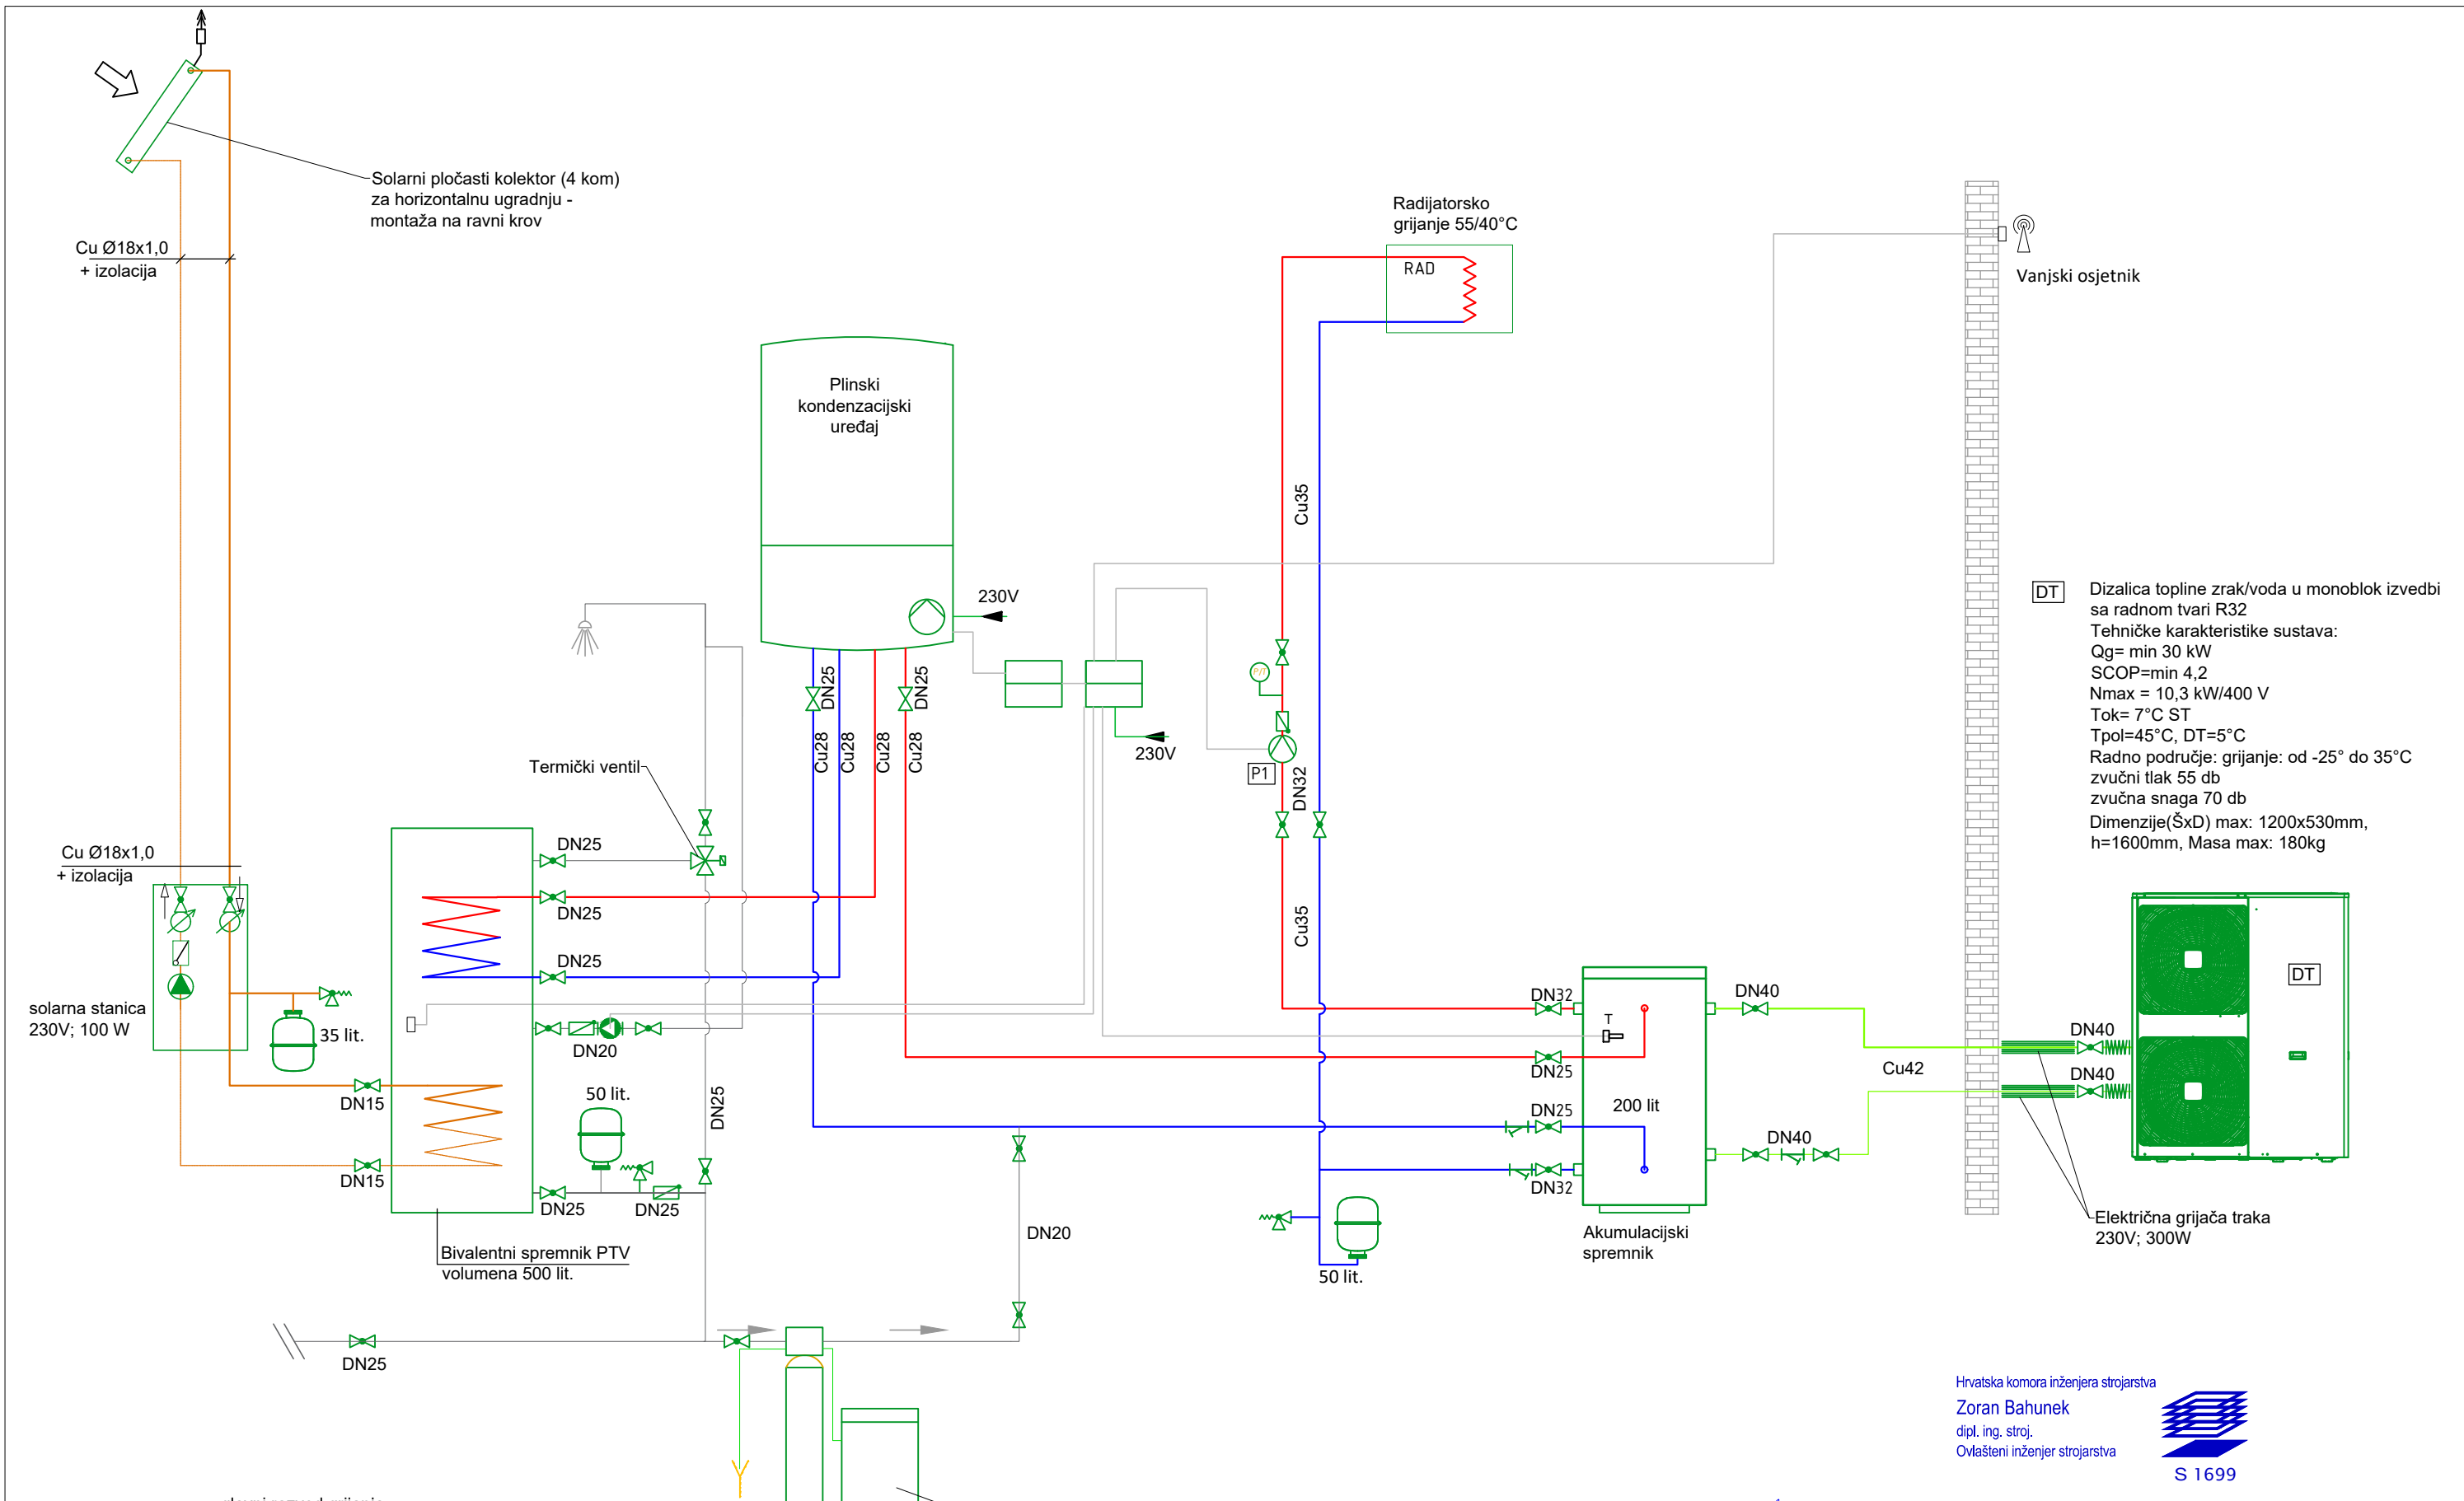 Solarni pločasti kolektor (4 kom)
za horizontalnu ugradnju -
montaža na ravni krov
Cu Ø18x1,0
+ izolacija
Radijatorsko
grijanje 55/40°C
RAD
Vanjski osjetnik
Plinski
kondenzacijski
uređaj
Cu35
230V
230V
DN25
DN25
Cu28
Cu28
Cu28
Cu28
P/T
P1
DN32
Termički ventil
DT
Dizalica topline zrak/voda u monoblok izvedbi
sa radnom tvari R32
Tehničke karakteristike sustava:
Qg= min 30 kW
SCOP=min 4,2
Nmax = 10,3 kW/400 V
Tok= 7°C ST
Tpol=45°C, DT=5°C
Radno područje: grijanje: od -25° do 35°C
zvučni tlak 55 db
zvučna snaga 70 db
Dimenzije(ŠxD) max: 1200x530mm,
h=1600mm, Masa max: 180kg
Cu Ø18x1,0
+ izolacija
DN25
DN25
DN25
Cu35
DT
solarna stanica
230V; 100 W
35 lit.
DN20
DN32
T
DN40
DN40
DN25
Cu42
DN40
DN15
50 lit.
DN25
DN25
200 lit
DN40
DN15
DN25
DN25
DN32
DN20
Električna grijača traka
230V; 300W
Akumulacijski
spremnik
Bivalentni spremnik PTV
volumena 500 lit.
50 lit.
DN25
Hrvatska komora inženjera strojarstva
Zoran Bahunek
dipl. ing. stroj.
Ovlašteni inženjer strojarstva
S 1699